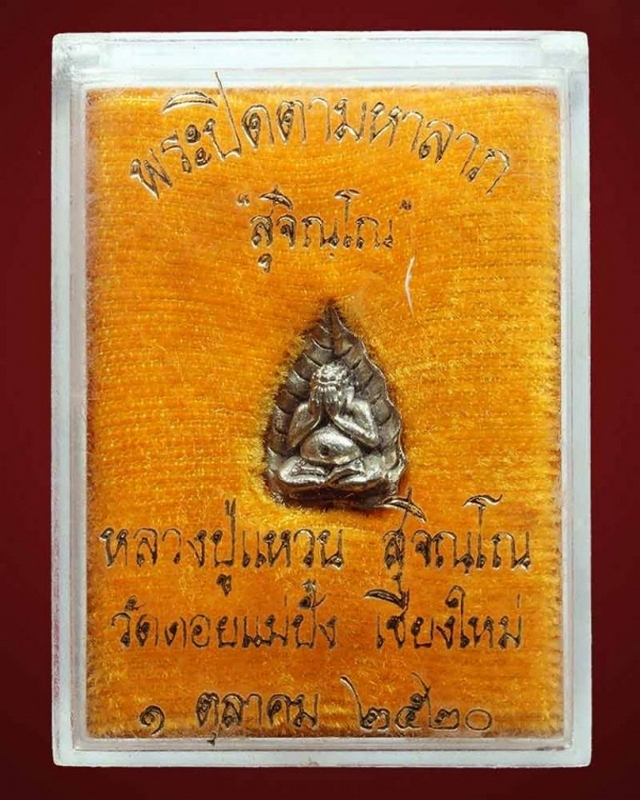 พระปิดตามหาลาภ
"สุจิณฺโณ"
หลวงปู่แหวน สุจิณฺโณ
วัดดอยแม่ปั๋ง เชียงใหม่
๑ ตุลาคม ๒๕๒๐